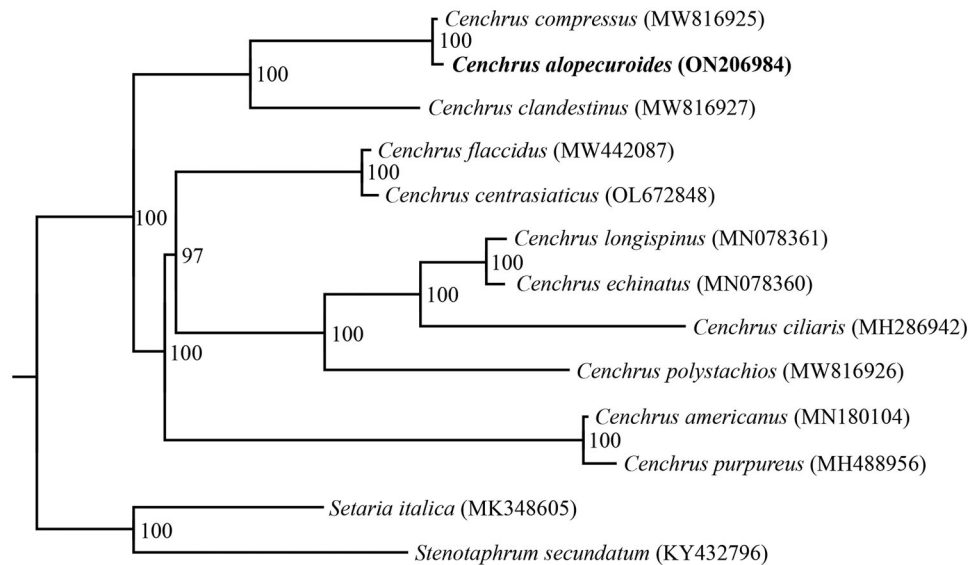 Cenchrus compressus (MW816925)
100
Cenchrus alopecuroides (ON206984)
100
Cenchrus clandestinus (MW816927)
Cenchrus flaccidus (MW442087)
100
Cenchrus centrasiaticus (OL672848)
100
Cenchrus longispinus (MN078361)
97
100
Cenchrus echinatus (MN078360)
100
Cenchrus ciliaris (MH286942)
100
100
Cenchrus polystachios (MW816926)
Cenchrus americanus (MN180104)
100
Cenchrus purpureus (MH488956)
Setaria italica (MK348605)
100
Stenotaphrum secundatum (KY432796)